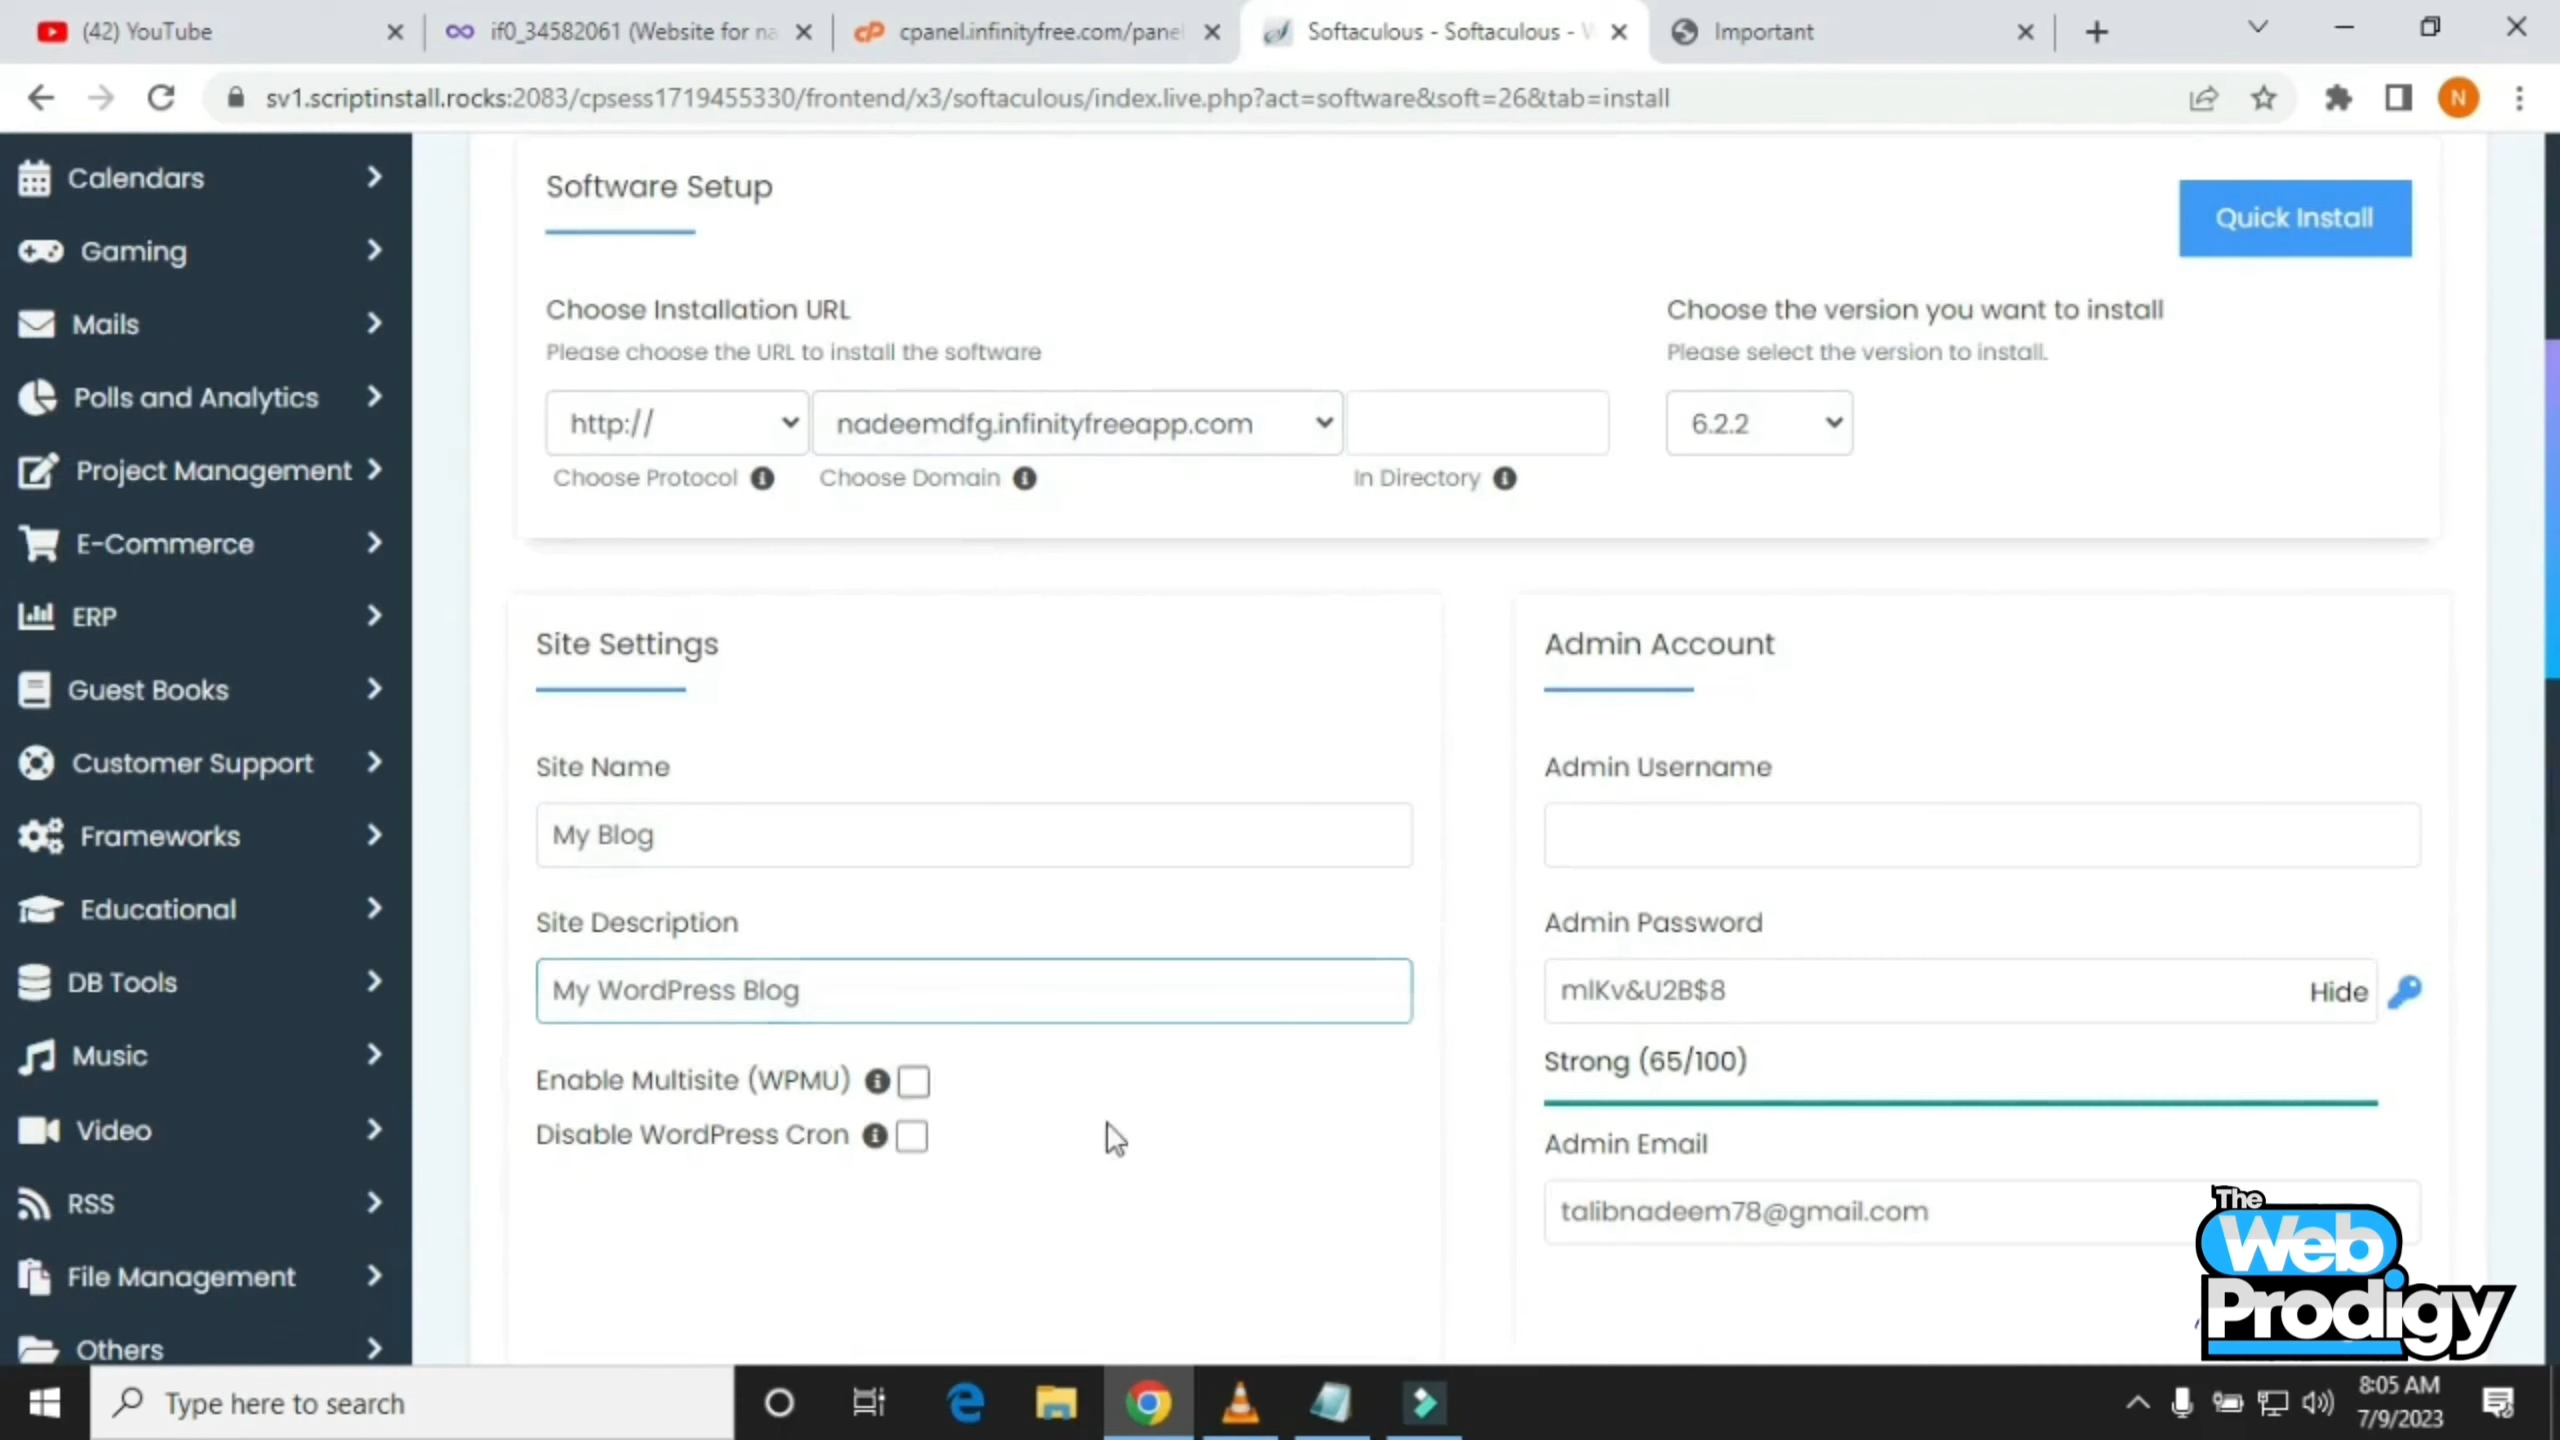 (42) YouTube
if0_34582061 (Website for na
cpanel.infinityfree.com/panel
Softaculous - Softaculous - W
Important
sv1.scriptinstall.rocks:2083/cpsess1719455330/frontend/x3/softaculous/index.live.php?act=software&soft=26&tab=install
N
Calendars
Gaming
Mails
Polls and Analytics
Project Management
E-Commerce
ERP
Guest Books
Customer Support
Frameworks
Educational
DB Tools
Music
Video
RSS
File Management
Others
Software Setup
Quick Install
Choose Installation URL
Please choose the URL to install the software
http://
nadeemdfg.infinityfreeapp.com
Choose Protocol
Choose Domain
In Directory
Choose the version you want to install
Please select the version to install.
6.2.2
Site Settings
Site Name
My Blog
Site Description
My WordPress Blog
Enable Multisite (WPMU)
Disable WordPress Cron
Admin Account
Admin Username
Admin Password
mlKv&U2B$8
Hide
Strong (65/100)
Admin Email
talibnadeem78@gmail.com
The
Web
Prodigy
Type here to search
8:05 AM
7/9/2023